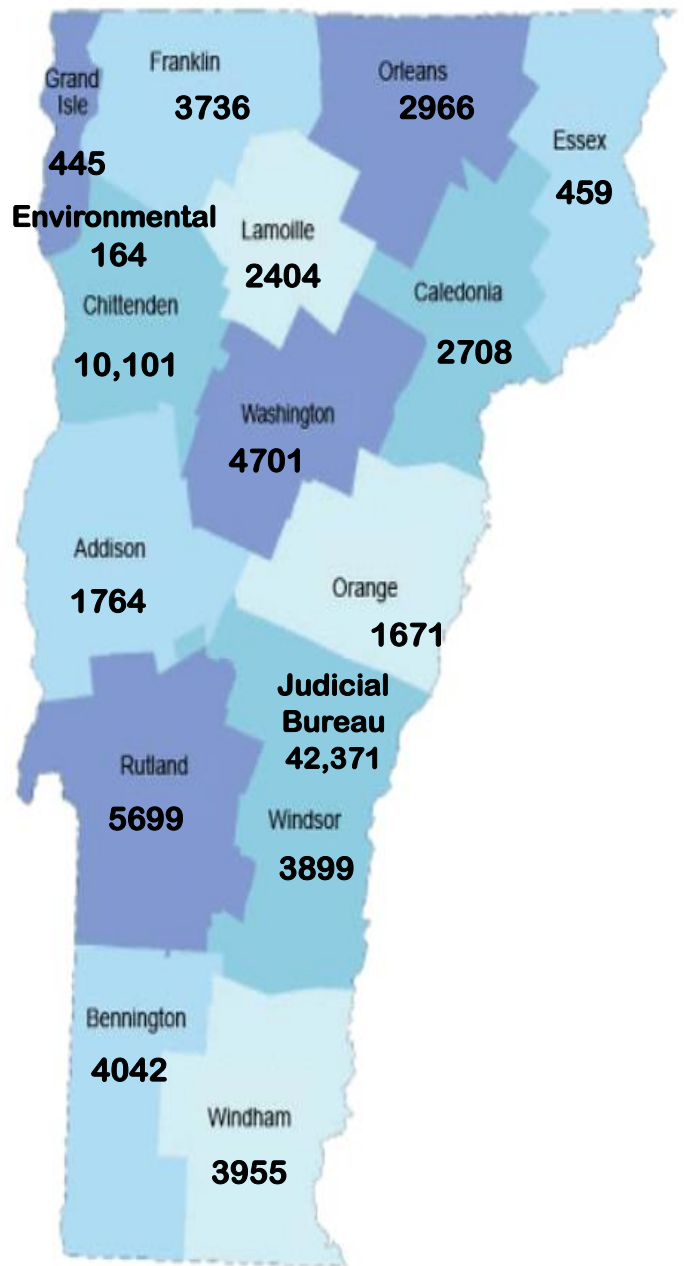 Grand
Isle
445
Franklin
3736
Orleans
2966
Essex
459
Environmental
164
Lamoille
2404
Chittenden
10,101
Caledonia
2708
Washington
4701
Addison
1764
Orange
1671
Judicial
Bureau
42,371
Rutland
5699
Windsor
3899
Bennington
4042
Windham
3955